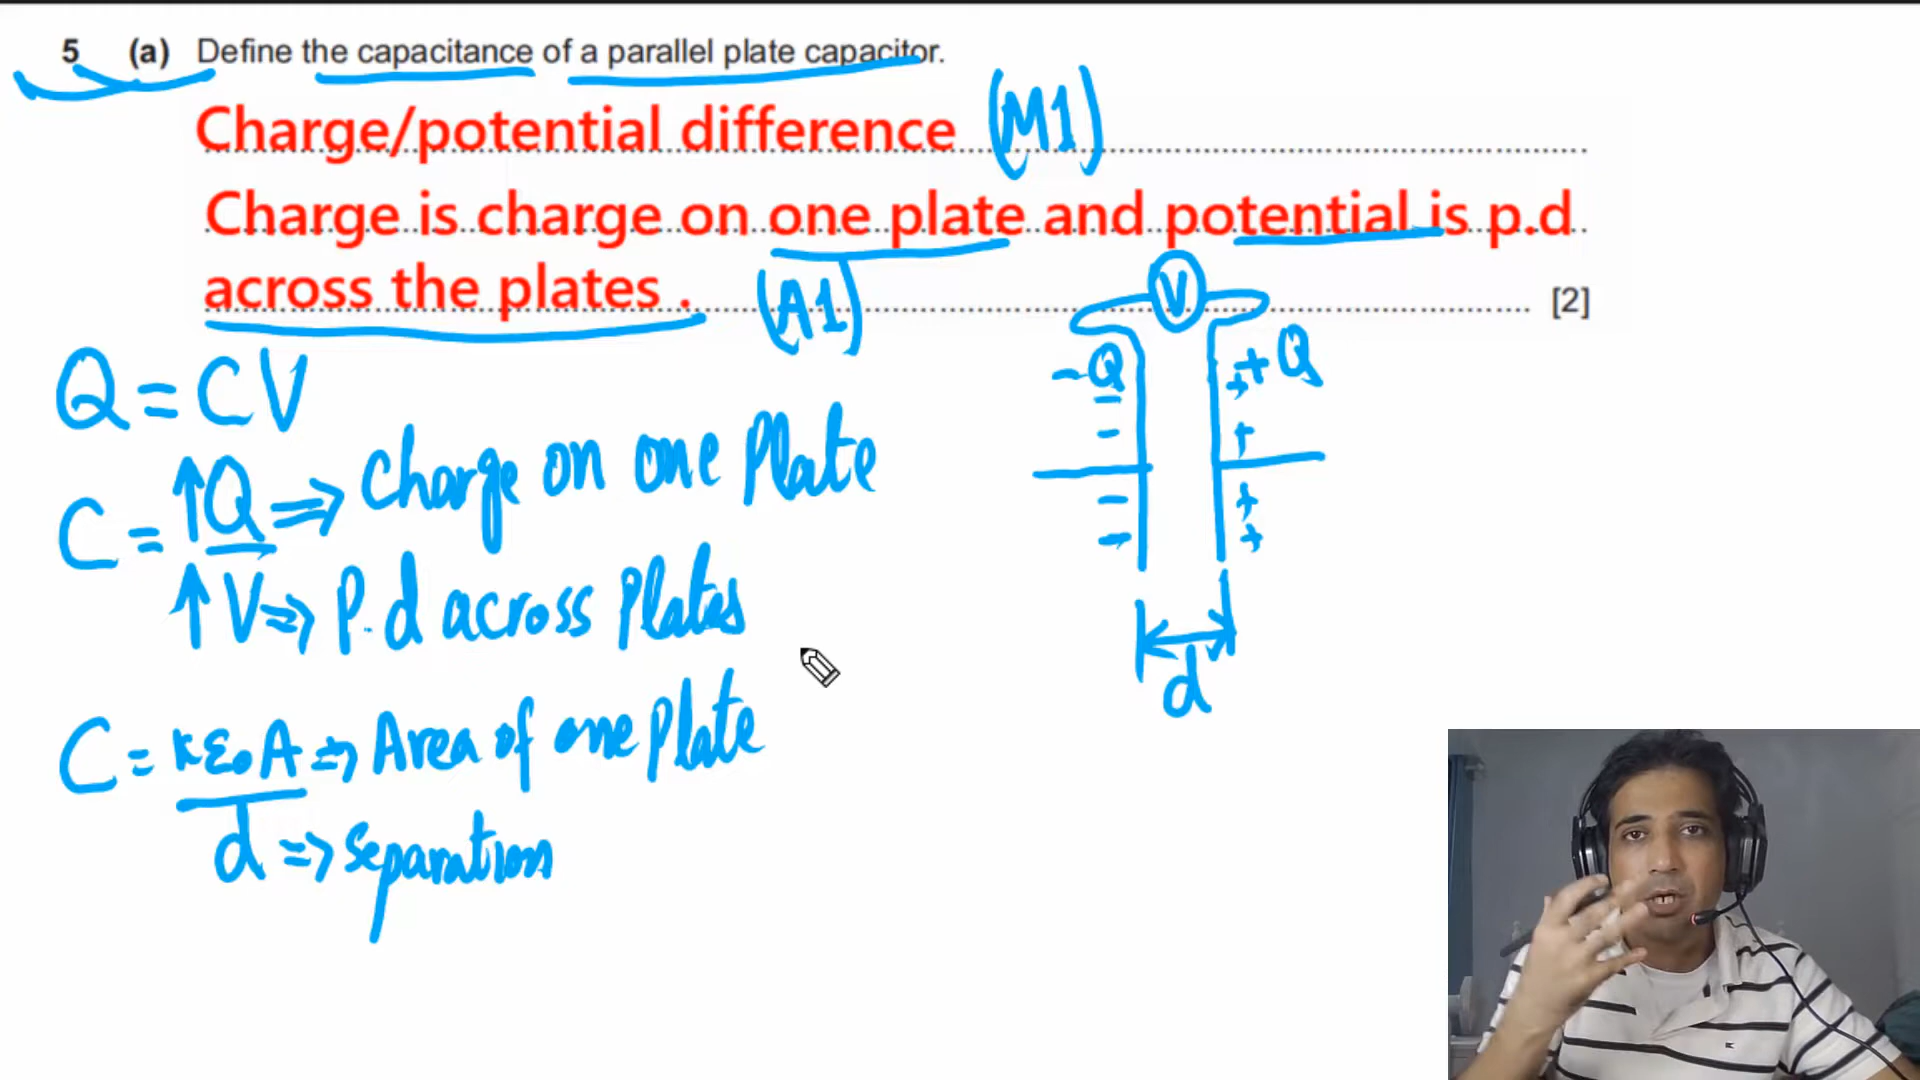 5 (a) Define the capacitance of a parallel plate capacitor.
Charge/potential difference (M1)
Charge is charge on one plate and potential is p.d
across the plates . (A1) [2]
V
-Q +Q
Q = CV
C = Q => Charge on one Plate
V => P.d across Plates
d
C = κε₀A => Area of one Plate
d => Separation